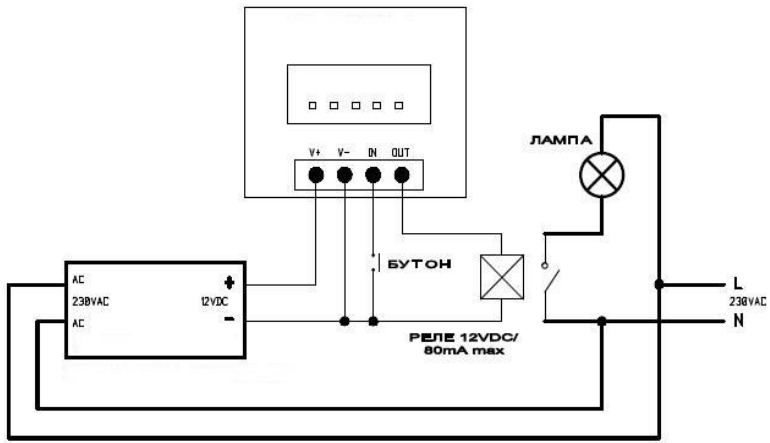 V+ V- IN OUT
ЛАМПА
AC
230VAC
AC
+
12VDC
-
БУТОН
РЕЛЕ 12VDC/
80mA max
L
230VAC
N